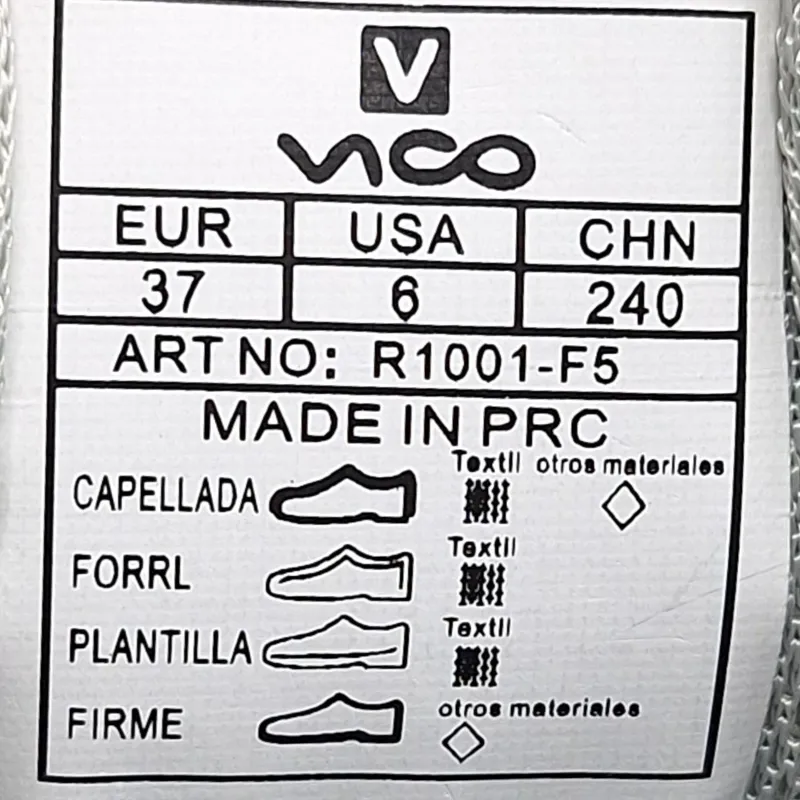 V
vico
EUR USA CHN
37 6 240
ART NO: R1001-F5
MADE IN PRC
Textil otros materiales
CAPELLADA
Textil
FORRL
Textil
PLANTILLA
otros materiales
FIRME